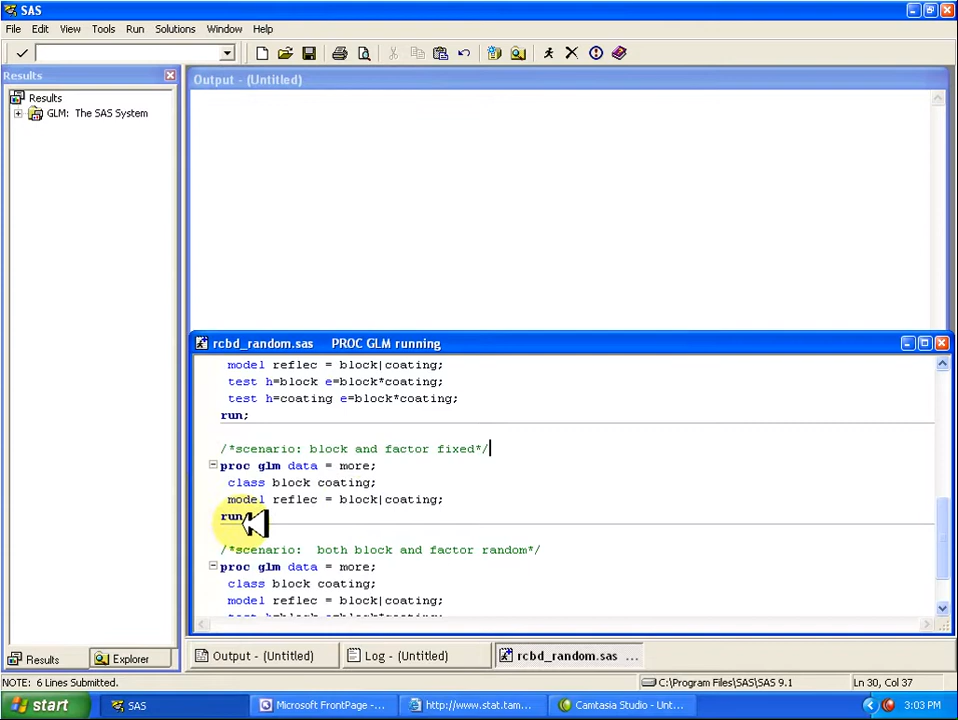 SAS
File Edit View Tools Run Solutions Window Help
Results
Output - (Untitled)
Results
GLM: The SAS System
rcbd_random.sas PROC GLM running
model reflec = block|coating;
test h=block e=block*coating;
test h=coating e=block*coating;
run;
/*scenario: block and factor fixed*/
proc glm data = more;
class block coating;
model reflec = block|coating;
run
/*scenario: both block and factor random*/
proc glm data = more;
class block coating;
model reflec = block|coating;
test h=block e=block*coating;
Results Explorer Output - (Untitled) Log - (Untitled) rcbd_random.sas ...
NOTE: 6 Lines Submitted. C:\Program Files\SAS\SAS 9.1 Ln 30, Col 37
start SAS Microsoft FrontPage -... http://www.stat.tam... Camtasia Studio - Unt... 3:03 PM